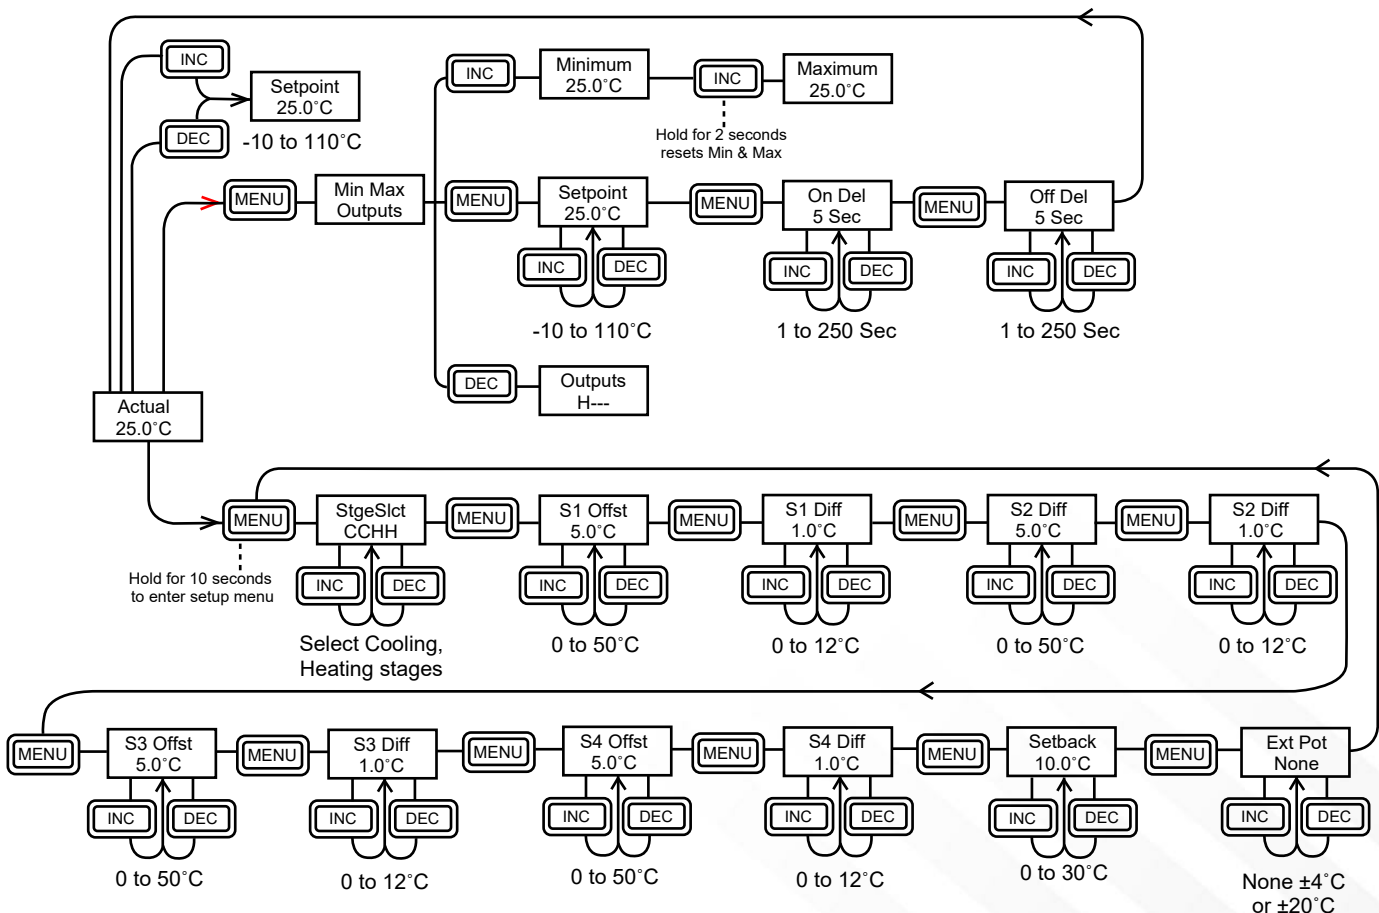 INC
Setpoint
25.0˚C
DEC
-10 to 110˚C
INC
Minimum
25.0˚C
INC
Maximum
25.0˚C
Hold for 2 seconds
resets Min & Max
MENU
Min Max
Outputs
MENU
Setpoint
25.0˚C
MENU
On Del
5 Sec
MENU
Off Del
5 Sec
INC
DEC
INC
DEC
INC
DEC
-10 to 110˚C
1 to 250 Sec
1 to 250 Sec
DEC
Outputs
H---
Actual
25.0˚C
MENU
StgeSlct
CCHH
MENU
S1 Offst
5.0˚C
MENU
S1 Diff
1.0˚C
MENU
S2 Diff
5.0˚C
MENU
S2 Diff
1.0˚C
Hold for 10 seconds
to enter setup menu
INC
DEC
INC
DEC
INC
DEC
INC
DEC
INC
DEC
Select Cooling,
Heating stages
0 to 50˚C
0 to 12˚C
0 to 50˚C
0 to 12˚C
MENU
S3 Offst
5.0˚C
MENU
S3 Diff
1.0˚C
MENU
S4 Offst
5.0˚C
MENU
S4 Diff
1.0˚C
MENU
Setback
10.0˚C
MENU
Ext Pot
None
INC
DEC
INC
DEC
INC
DEC
INC
DEC
INC
DEC
INC
DEC
0 to 50˚C
0 to 12˚C
0 to 50˚C
0 to 12˚C
0 to 30˚C
None ±4˚C
or ±20˚C